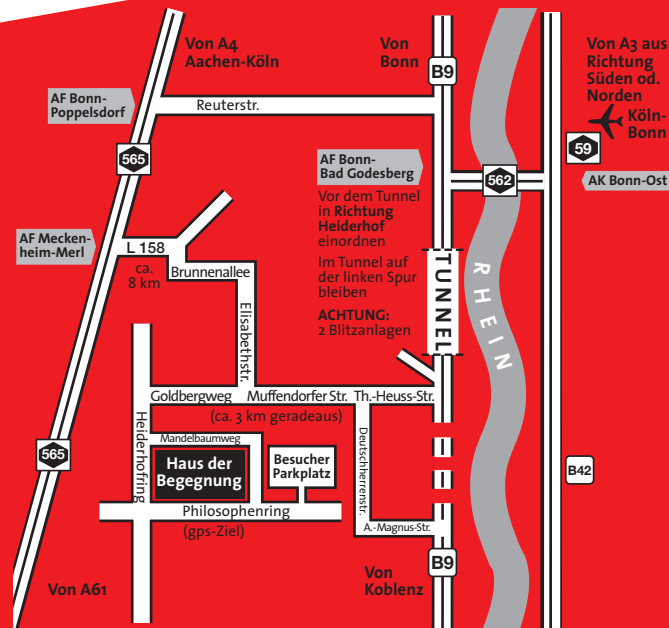 Von A4
Aachen-Köln
Von
Bonn
B9
Von A3 aus
Richtung
Süden od.
Norden
Köln-
Bonn
59
AK Bonn-Ost
AF Bonn-
Poppelsdorf
Reuterstr.
565
AF Bonn-
Bad Godesberg
562
Vor dem Tunnel
in Richtung
Heiderhof
einordnen
Im Tunnel auf
der linken Spur
bleiben
ACHTUNG:
2 Blitzanlagen
TUNNEL
RHEIN
AF Mecken-
heim-Merl
L 158
ca.
8 km
Brunnenallee
Elisabethstr.
Goldbergweg
Muffendorfer Str.
Th.-Heuss-Str.
(ca. 3 km geradeaus)
Heiderhofring
Mandelbaumweg
Haus der
Begegnung
Besucher
Parkplatz
Deutschherrenstr.
565
B42
Philosophenring
(gps-Ziel)
A.-Magnus-Str.
B9
Von A61
Von
Koblenz